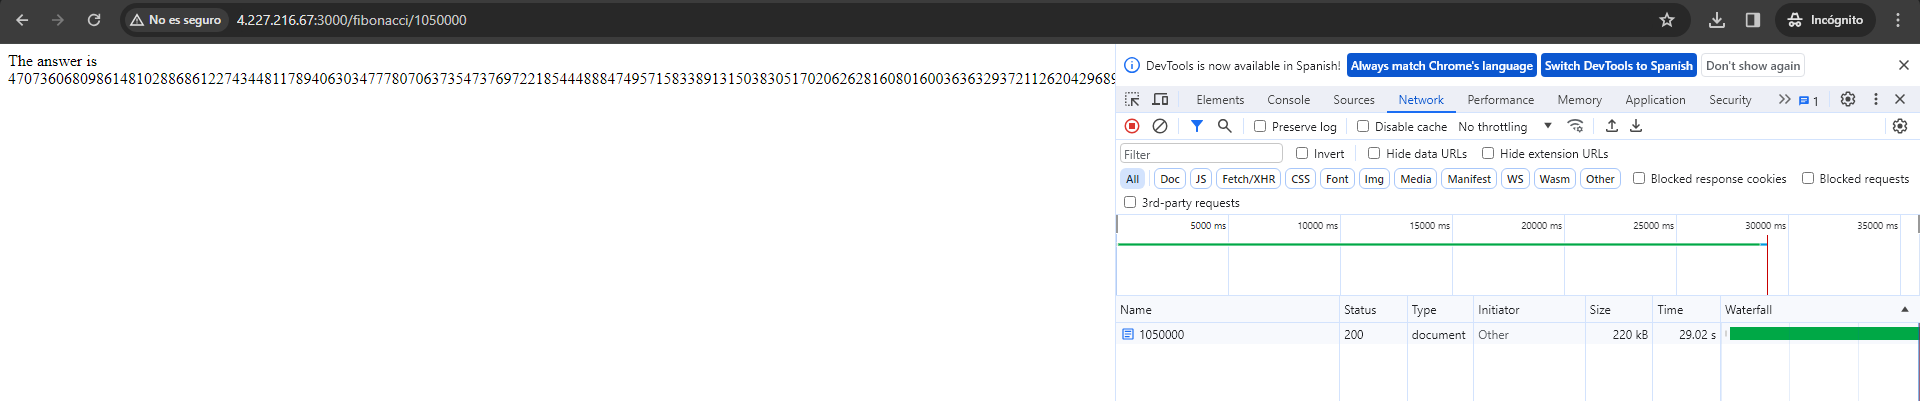 No es seguro 4.227.216.67:3000/fibonacci/1050000 Incógnito
The answer is
DevTools is now available in Spanish! Always match Chrome's language Switch DevTools to Spanish Don't show again
Elements Console Sources Network Performance Memory Application Security 1
Preserve log Disable cache No throttling
Filter Invert Hide data URLs Hide extension URLs
All Doc JS Fetch/XHR CSS Font Img Media Manifest WS Wasm Other Blocked response cookies Blocked requests
3rd-party requests
5000 ms 10000 ms 15000 ms 20000 ms 25000 ms 30000 ms 35000 ms
Name Status Type Initiator Size Time Waterfall
1050000 200 document Other 220 kB 29.02 s